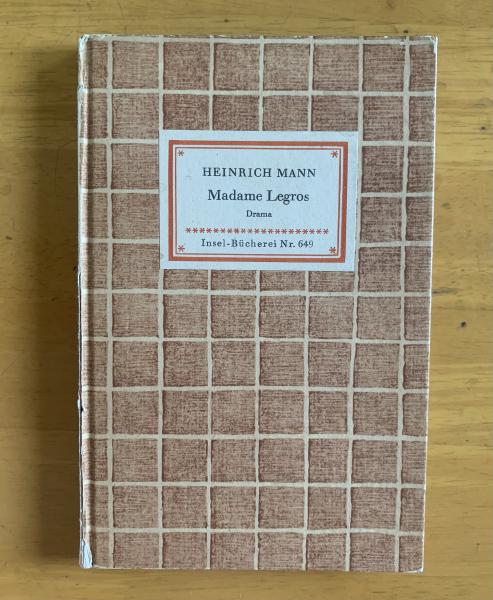 HEINRICH MANN
Madame Legros
Drama
Insel-Bücherei Nr. 649